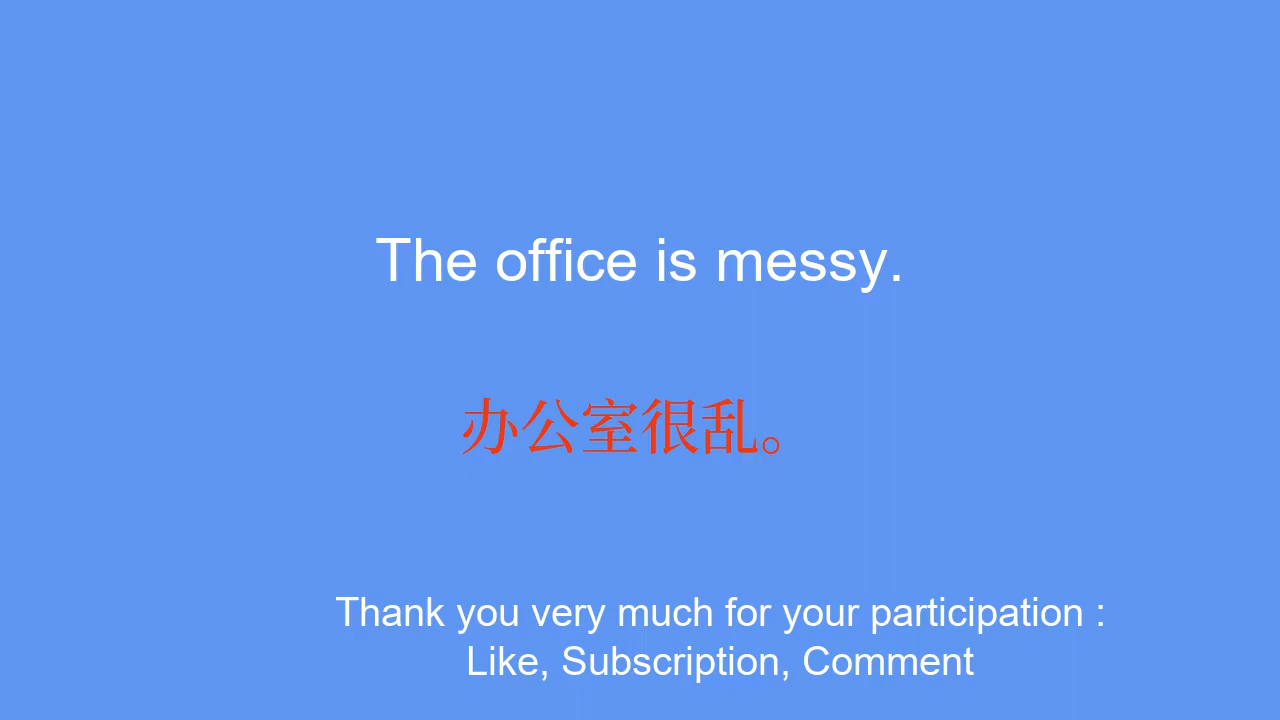 The office is messy.
办公室很乱。
Thank you very much for your participation :
Like, Subscription, Comment